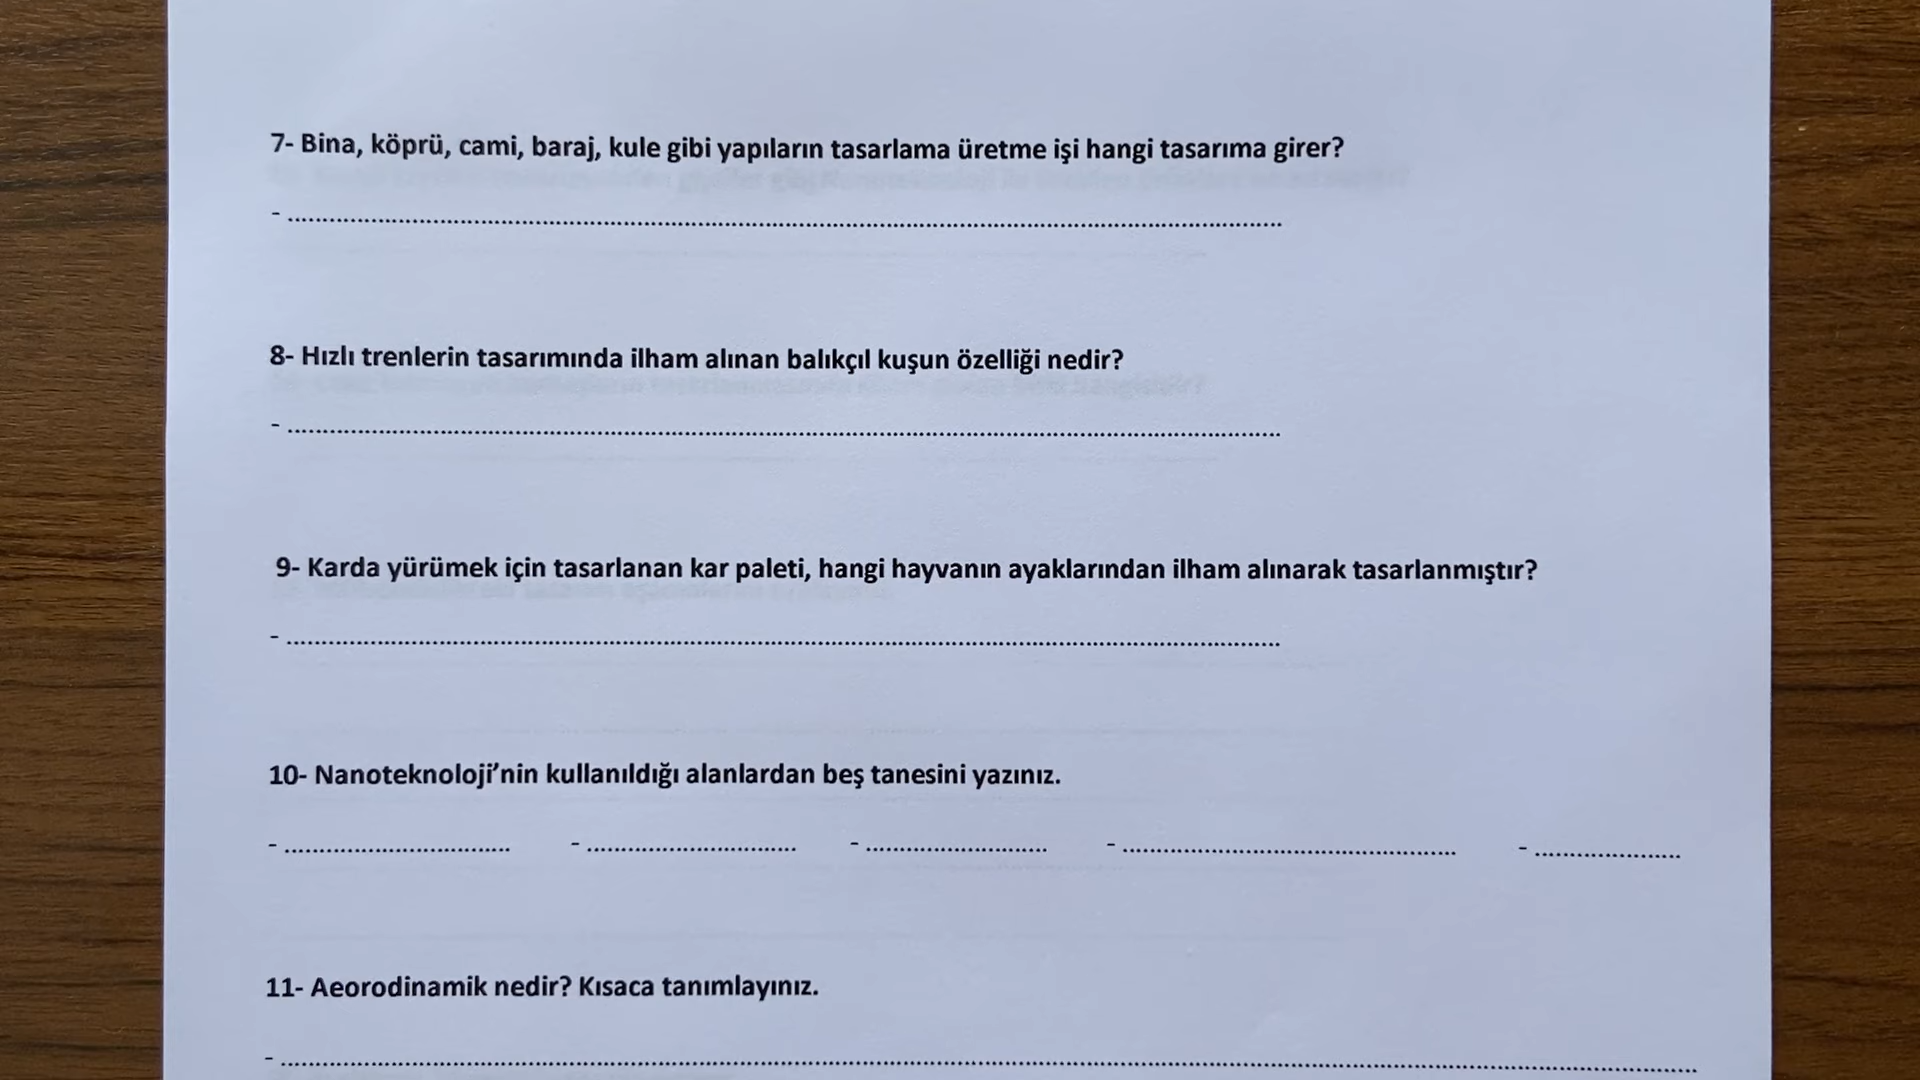 7- Bina, köprü, cami, baraj, kule gibi yapıların tasarlama üretme işi hangi tasarıma girer?
- ........................................................................................................
8- Hızlı trenlerin tasarımında ilham alınan balıkçıl kuşun özelliği nedir?
- ........................................................................................................
9- Karda yürümek için tasarlanan kar paleti, hangi hayvanın ayaklarından ilham alınarak tasarlanmıştır?
- ........................................................................................................
10- Nanoteknoloji’nin kullanıldığı alanlardan beş tanesini yazınız.
- ................................ - .............................. - .......................... - ............................................... - .....................
11- Aeorodinamik nedir? Kısaca tanımlayınız.
- ........................................................................................................